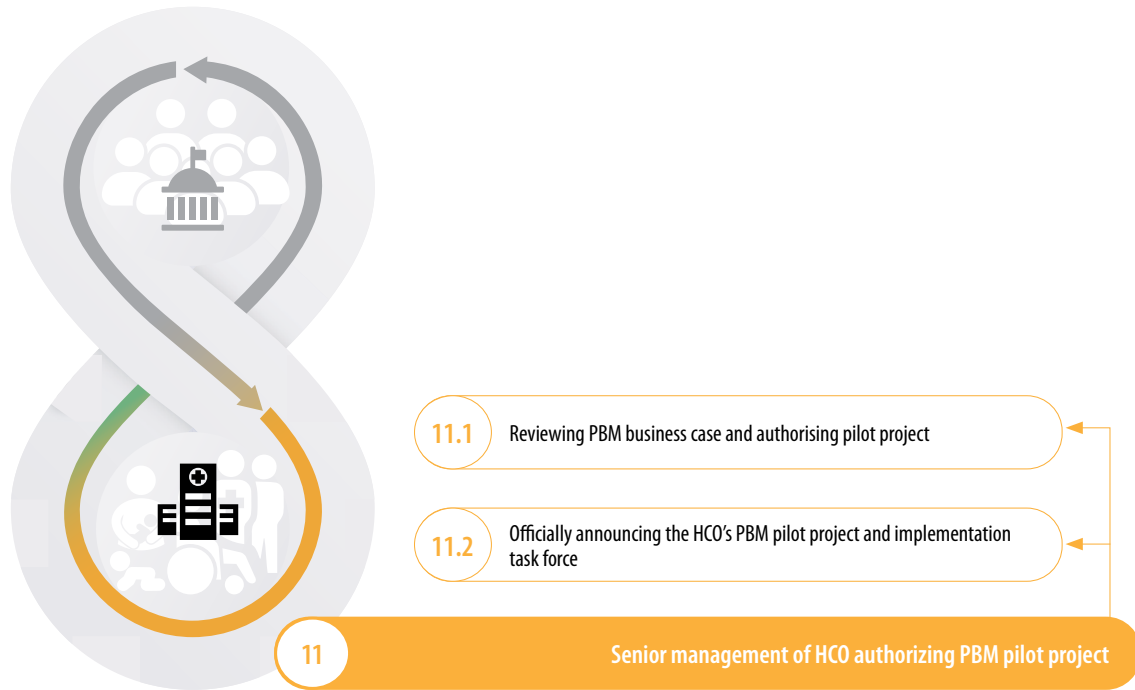 11.1 Reviewing PBM business case and authorising pilot project
11.2 Officially announcing the HCO's PBM pilot project and implementation
task force
11 Senior management of HCO authorizing PBM pilot project